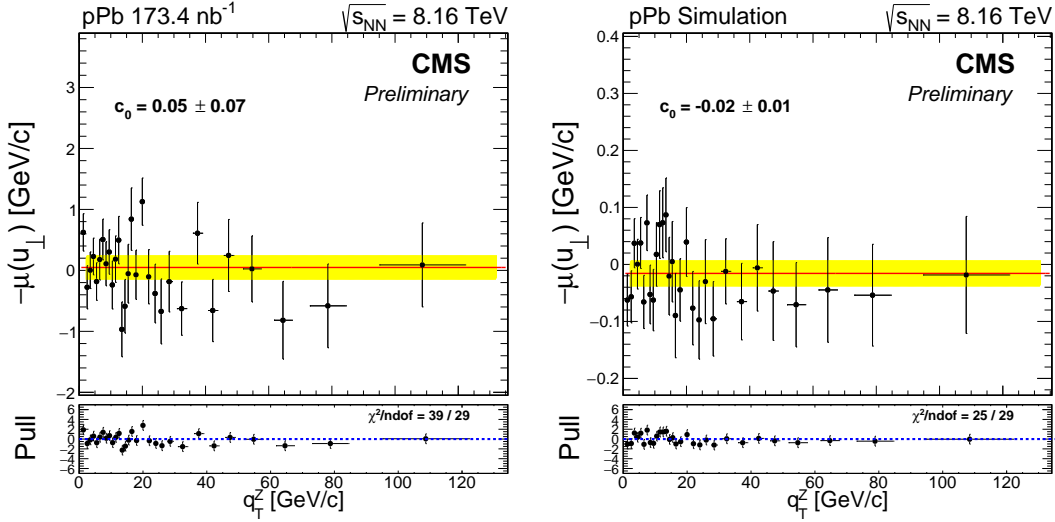 pPb 173.4 nb⁻¹ √s_NN = 8.16 TeV
CMS
Preliminary
c₀ = 0.05 ± 0.07
−μ(u⊥) [GeV/c]
3
2
1
0
−1
−2
Pull
6
4
2
0
−2
−4
−6
χ²/ndof = 39 / 29
0 20 40 60 80 100 120
q_T^Z [GeV/c]
pPb Simulation √s_NN = 8.16 TeV
CMS
Preliminary
c₀ = -0.02 ± 0.01
−μ(u⊥) [GeV/c]
0.4
0.3
0.2
0.1
0
−0.1
−0.2
Pull
6
4
2
0
−2
−4
−6
χ²/ndof = 25 / 29
0 20 40 60 80 100 120
q_T^Z [GeV/c]